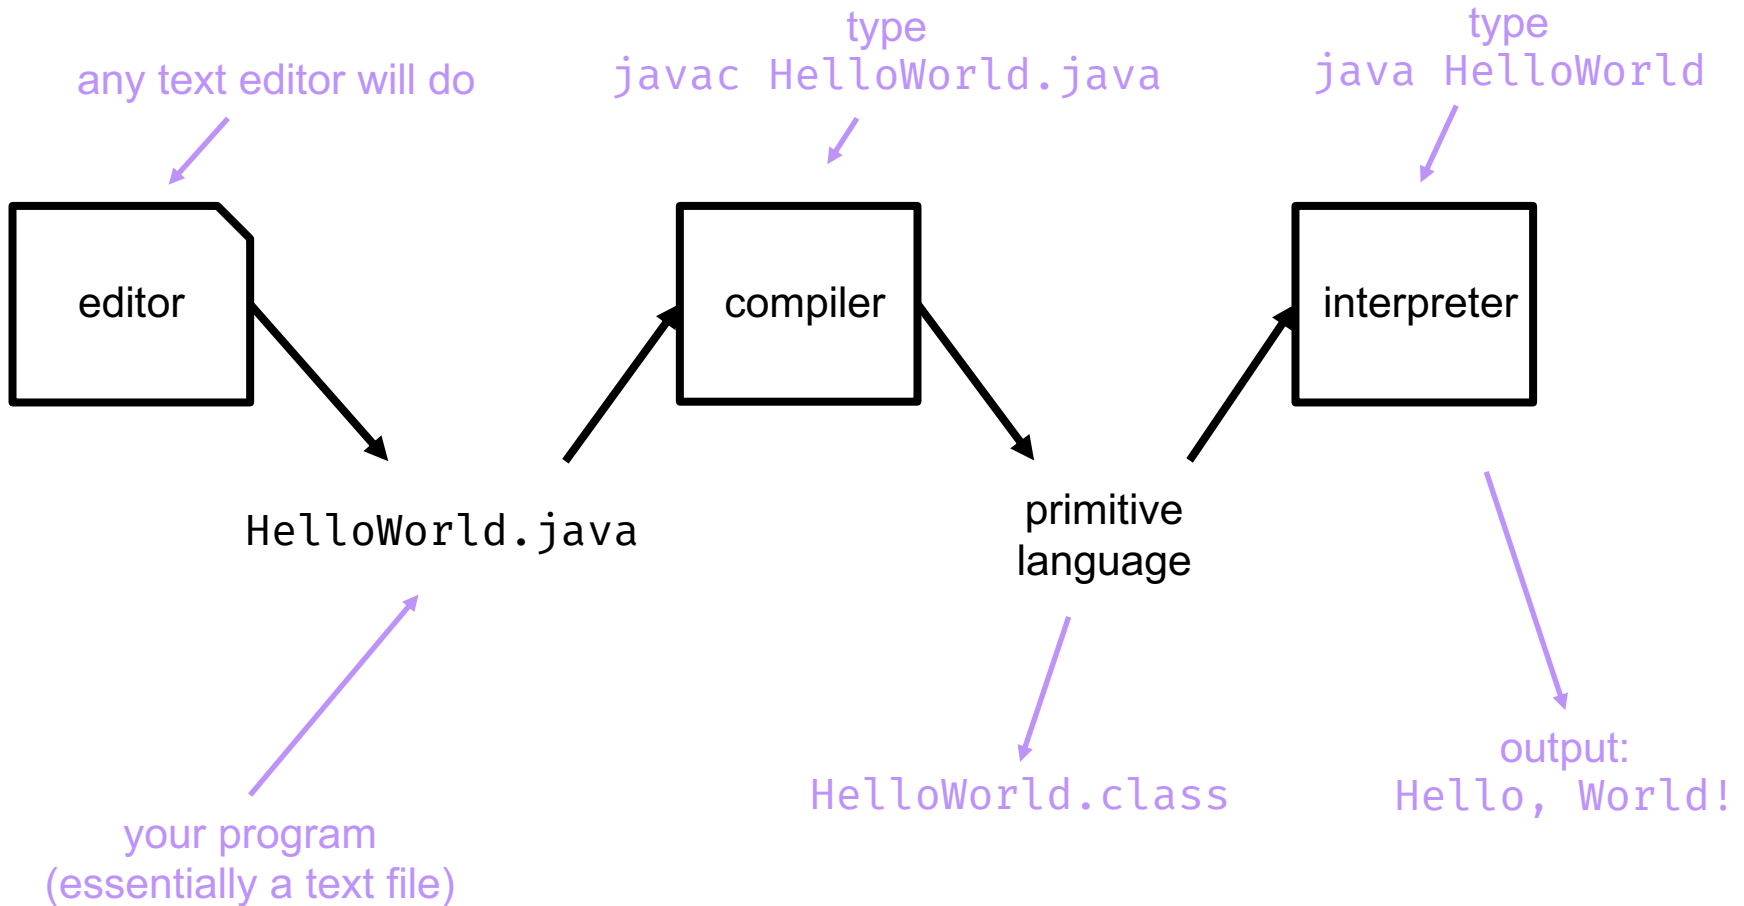 any text editor will do
type
javac HelloWorld.java
type
java HelloWorld
editor
compiler
interpreter
HelloWorld.java
primitive
language
HelloWorld.class
output:
Hello, World!
your program
(essentially a text file)